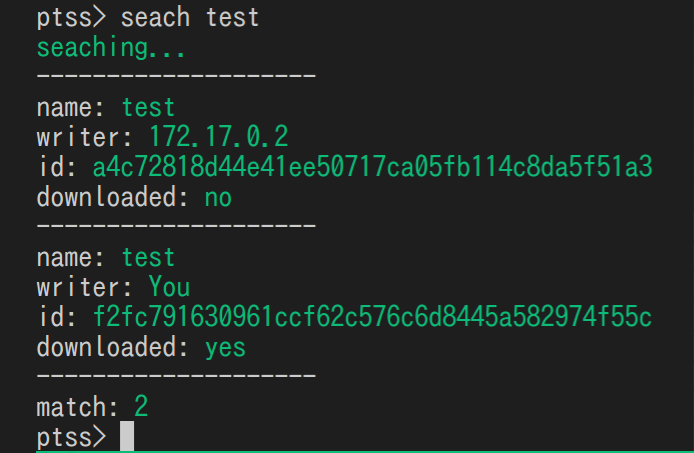 ptss> seach test
seaching...
--------------------
name: test
writer: 172.17.0.2
id: a4c72818d44e41ee50717ca05fb114c8da5f51a3
downloaded: no
--------------------
name: test
writer: You
id: f2fc791630961ccf62c576c6d8445a582974f55c
downloaded: yes
--------------------
match: 2
ptss>